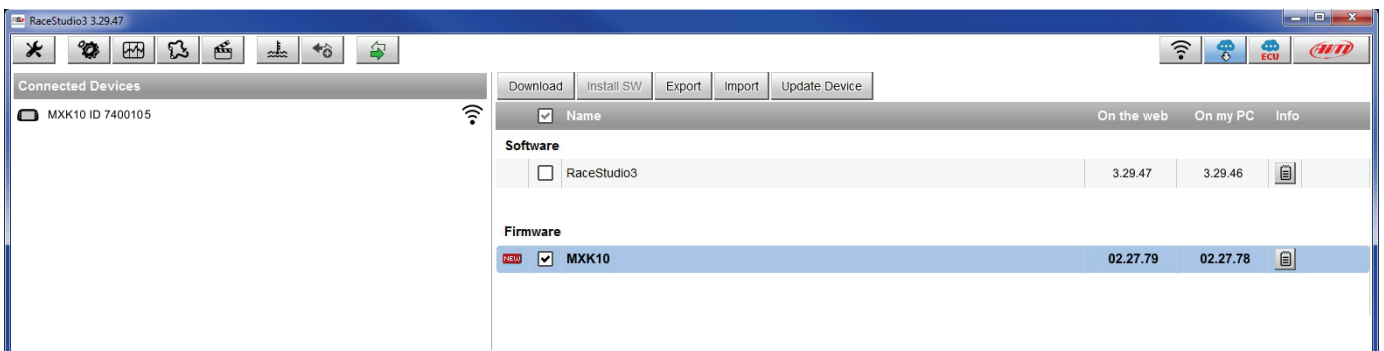 RaceStudio3 3.29.47
ECU
AiM
Connected Devices
MXK10 ID 7400105
Download Install SW Export Import Update Device
Name On the web On my PC Info
Software
RaceStudio3 3.29.47 3.29.46
Firmware
NEW MXK10 02.27.79 02.27.78